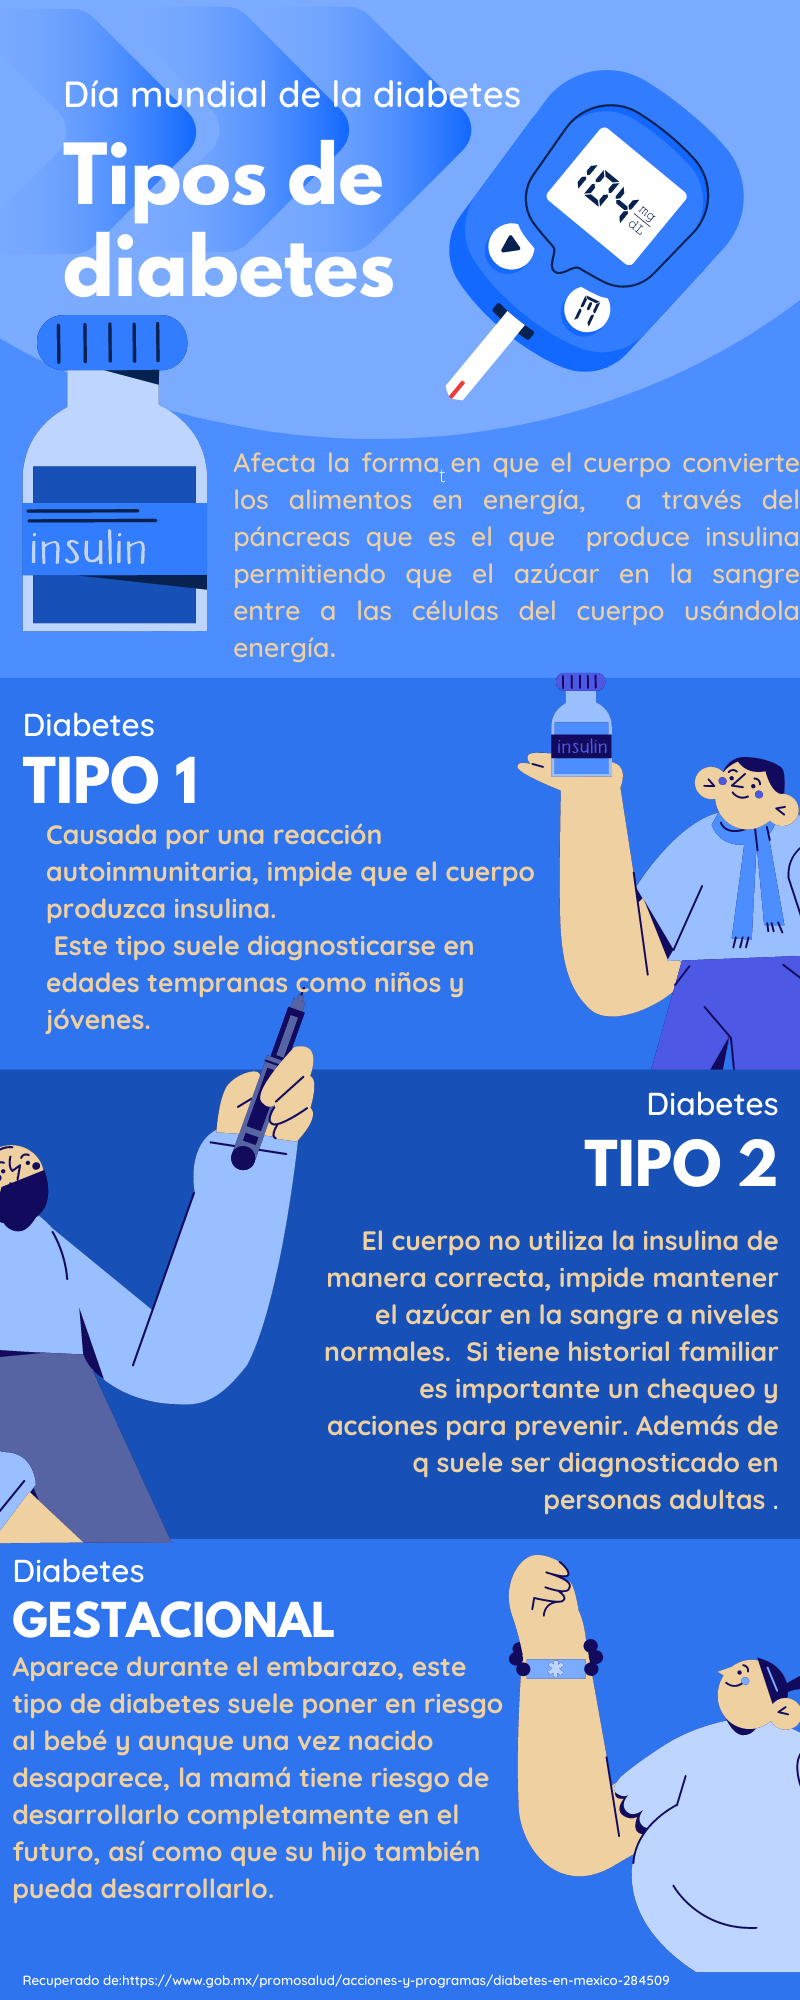 Día mundial de la diabetes
Tipos de
diabetes
104 mg
dL
m
insulin
Afecta la forma en que el cuerpo convierte
t
los alimentos en energía, a través del
páncreas que es el que produce insulina
permitiendo que el azúcar en la sangre
entre a las células del cuerpo usándola
energía.
insulin
Diabetes
TIPO 1
Causada por una reacción
autoinmunitaria, impide que el cuerpo
produzca insulina.
Este tipo suele diagnosticarse en
edades tempranas como niños y
jóvenes.
Diabetes
TIPO 2
El cuerpo no utiliza la insulina de
manera correcta, impide mantener
el azúcar en la sangre a niveles
normales. Si tiene historial familiar
es importante un chequeo y
acciones para prevenir. Además de
q suele ser diagnosticado en
personas adultas .
Diabetes
GESTACIONAL
Aparece durante el embarazo, este
tipo de diabetes suele poner en riesgo
al bebé y aunque una vez nacido
desaparece, la mamá tiene riesgo de
desarrollarlo completamente en el
futuro, así como que su hijo también
pueda desarrollarlo.
Recuperado de:https://www.gob.mx/promosalud/acciones-y-programas/diabetes-en-mexico-284509